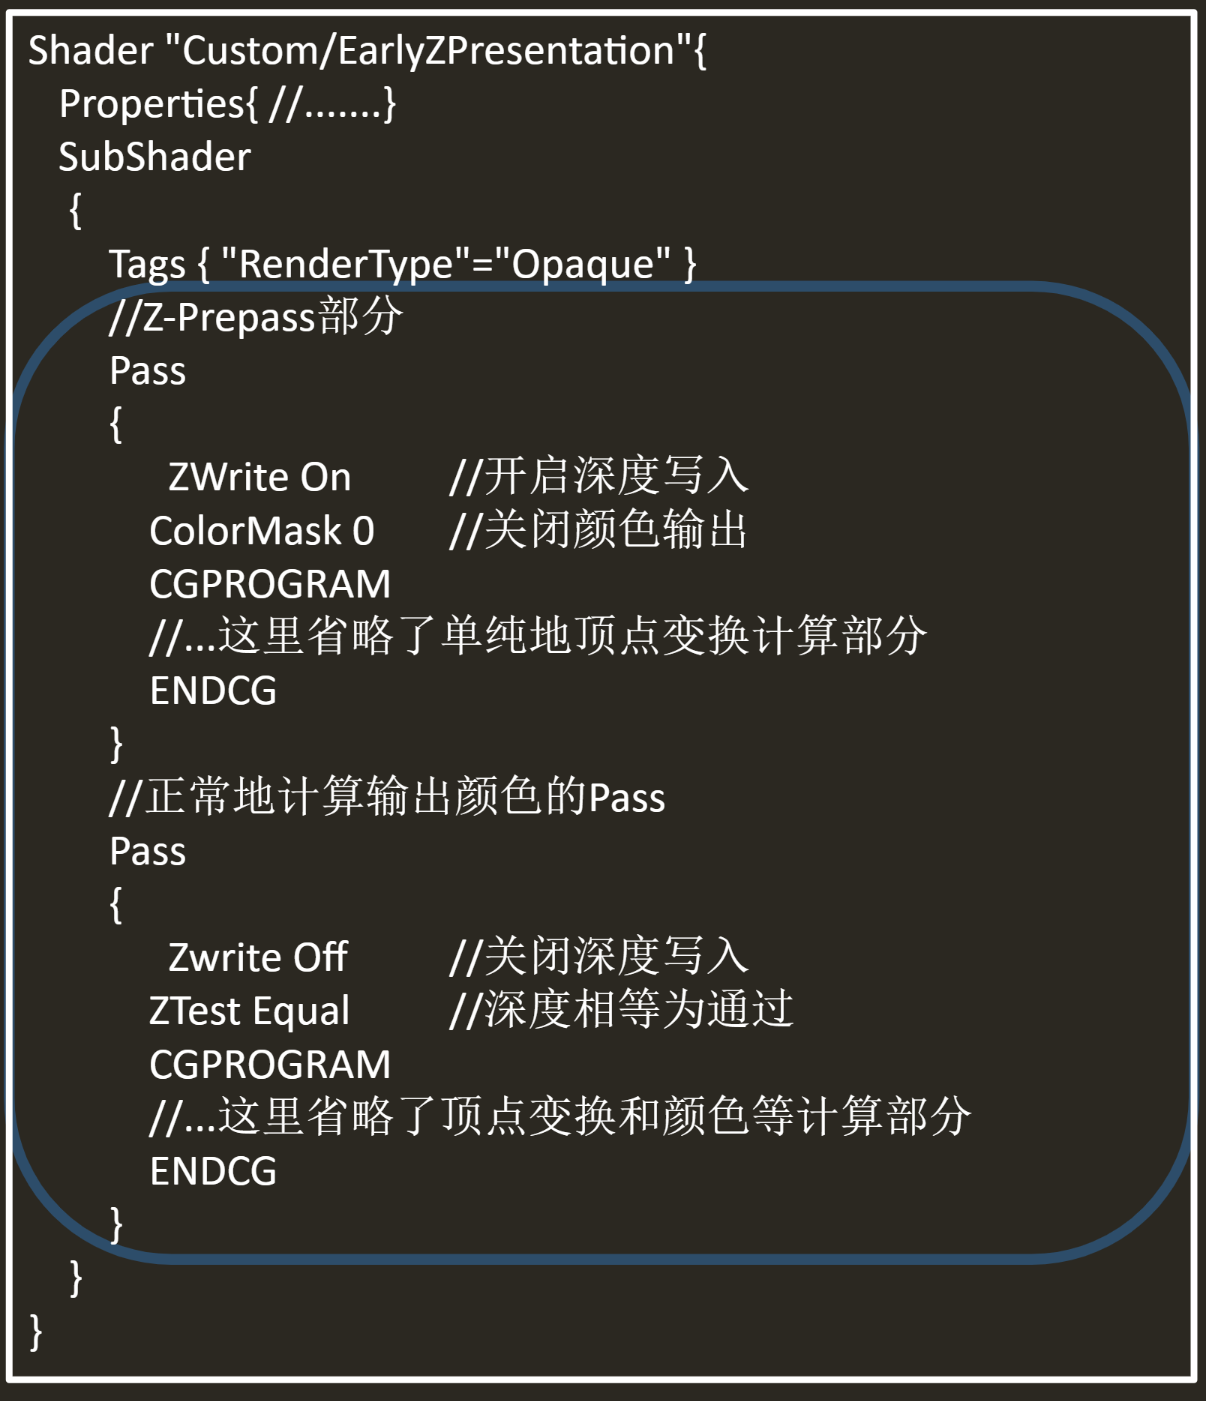 Shader "Custom/EarlyZPresentation"{
Properties{ //.......}
SubShader
{
Tags { "RenderType"="Opaque" }
//Z-Prepass部分
Pass
{
ZWrite On //开启深度写入
ColorMask 0 //关闭颜色输出
CGPROGRAM
//...这里省略了单纯地顶点变换计算部分
ENDCG
}
//正常地计算输出颜色的Pass
Pass
{
Zwrite Off //关闭深度写入
ZTest Equal //深度相等为通过
CGPROGRAM
//...这里省略了顶点变换和颜色等计算部分
ENDCG
}
}
}